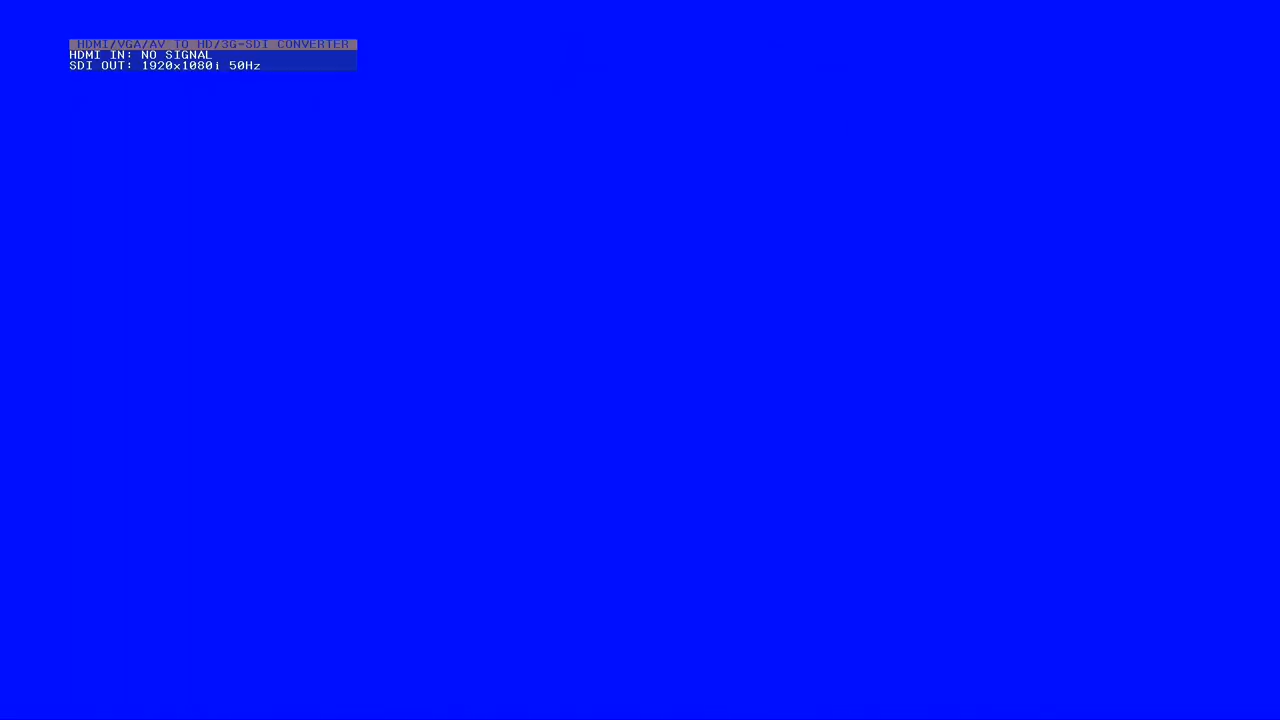 HDMI/VGA/AV TO HD/3G-SDI CONVERTER
HDMI IN: NO SIGNAL
SDI OUT: 1920x1080i 50Hz